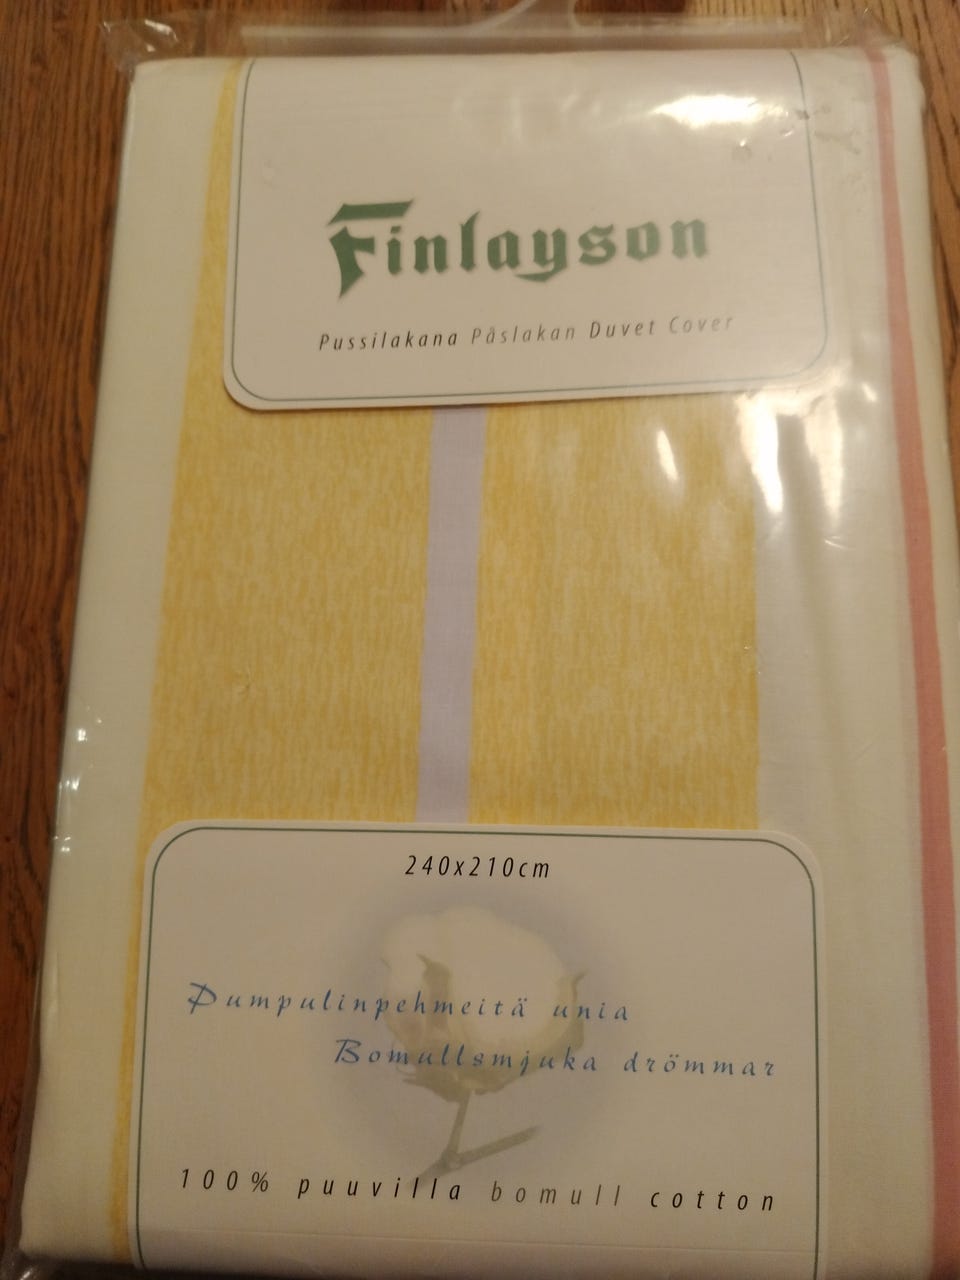 Finlayson
Pussilakana Påslakan Duvet Cover
240x210cm
Pumpulinpehmeitä unia
Bomullsmjuka drömmar
100% puuvilla bomull cotton